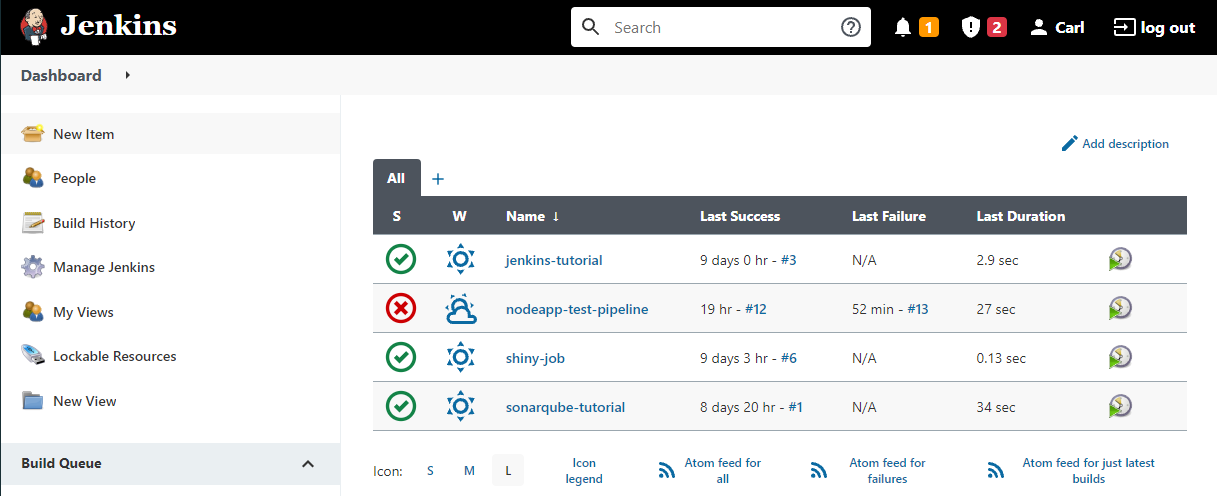 Jenkins
Search
1
2
Carl
log out
Dashboard
New Item
People
Build History
Manage Jenkins
My Views
Lockable Resources
New View
Build Queue
Add description
All +
S W Name ↓ Last Success Last Failure Last Duration
jenkins-tutorial 9 days 0 hr - #3 N/A 2.9 sec
nodeapp-test-pipeline 19 hr - #12 52 min - #13 27 sec
shiny-job 9 days 3 hr - #6 N/A 0.13 sec
sonarqube-tutorial 8 days 20 hr - #1 N/A 34 sec
Icon: S M L
Icon
legend
Atom feed for
all
Atom feed for
failures
Atom feed for just latest
builds